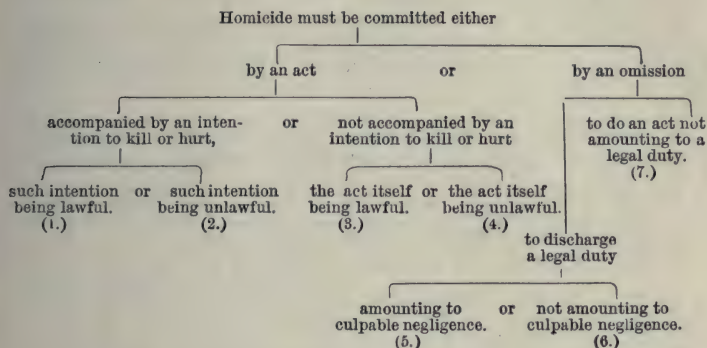 Homicide must be committed either
by an act or by an omission
accompanied by an inten- or not accompanied by an to do an act not
tion to kill or hurt, intention to kill or hurt amounting to a
legal duty.
(7.)
such intention or such intention the act itself or the act itself
being lawful. being unlawful. being lawful. being unlawful.
(1.) (2.) (3.) (4.)
to discharge
a legal duty
amounting to or not amounting to
culpable negligence. culpable negligence.
(5.) (6.)